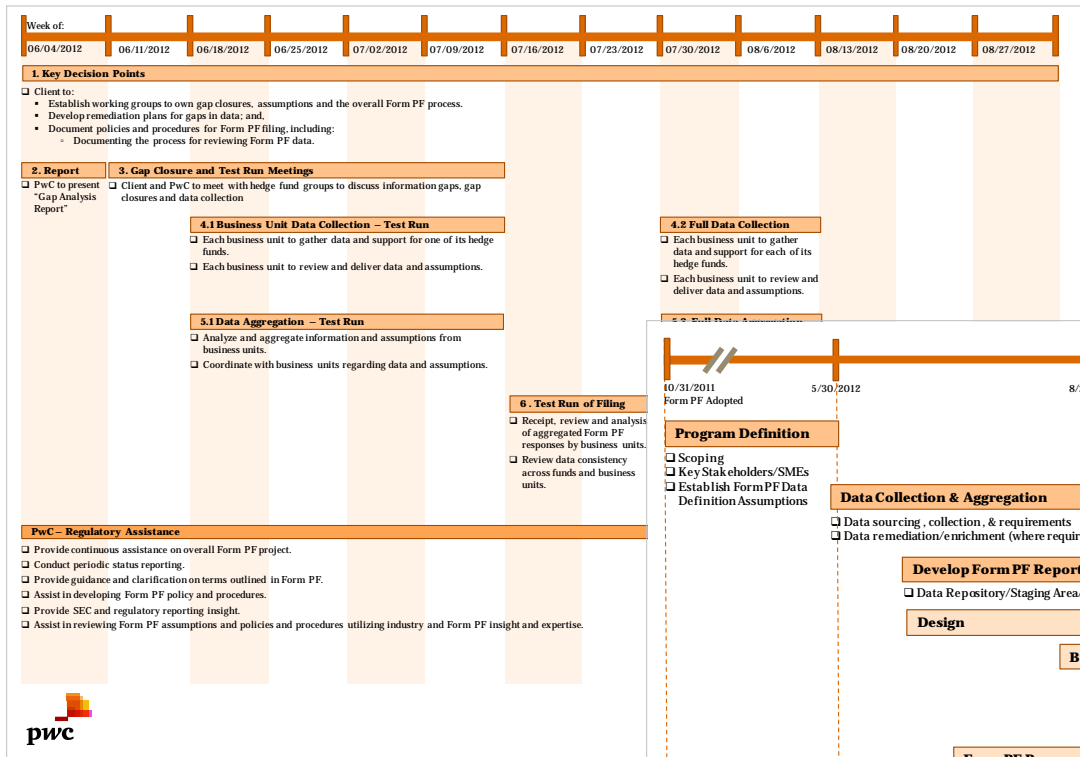 Week of:
06/04/2012 06/11/2012 06/18/2012 06/25/2012 07/02/2012 07/09/2012 07/16/2012 07/23/2012 07/30/2012 08/6/2012 08/13/2012 08/20/2012 08/27/2012
1. Key Decision Points
❑ Client to:
▪ Establish working groups to own gap closures, assumptions and the overall Form PF process.
▪ Develop remediation plans for gaps in data; and,
▪ Document policies and procedures for Form PF filing, including:
▫ Documenting the process for reviewing Form PF data.
2. Report
❑ PwC to present
"Gap Analysis
Report"
3. Gap Closure and Test Run Meetings
❑ Client and PwC to meet with hedge fund groups to discuss information gaps, gap
closures and data collection
4.1 Business Unit Data Collection – Test Run
❑ Each business unit to gather data and support for one of its hedge
funds.
❑ Each business unit to review and deliver data and assumptions.
4.2 Full Data Collection
❑ Each business unit to gather
data and support for each of its
hedge funds.
❑ Each business unit to review and
deliver data and assumptions.
5.1 Data Aggregation – Test Run
❑ Analyze and aggregate information and assumptions from
business units.
❑ Coordinate with business units regarding data and assumptions.
Full Data Aggregation
6 . Test Run of Filing
❑ Receipt, review and analysis
of aggregated Form PF
responses by business units.
❑ Review data consistency
across funds and business
units.
PwC – Regulatory Assistance
❑ Provide continuous assistance on overall Form PF project.
❑ Conduct periodic status reporting.
❑ Provide guidance and clarification on terms outlined in Form PF.
❑ Assist in developing Form PF policy and procedures.
❑ Provide SEC and regulatory reporting insight.
❑ Assist in reviewing Form PF assumptions and policies and procedures utilizing industry and Form PF insight and expertise.
pwc
10/31/2011
Form PF Adopted
5/30/2012
8/
Program Definition
❑ Scoping
❑ Key Stakeholders/SMEs
❑ Establish Form PF Data
Definition Assumptions
Data Collection & Aggregation
❑ Data sourcing , collection , & requirements
❑ Data remediation/enrichment (where requir
Develop Form PF Report
❑ Data Repository/Staging Area/
Design
B